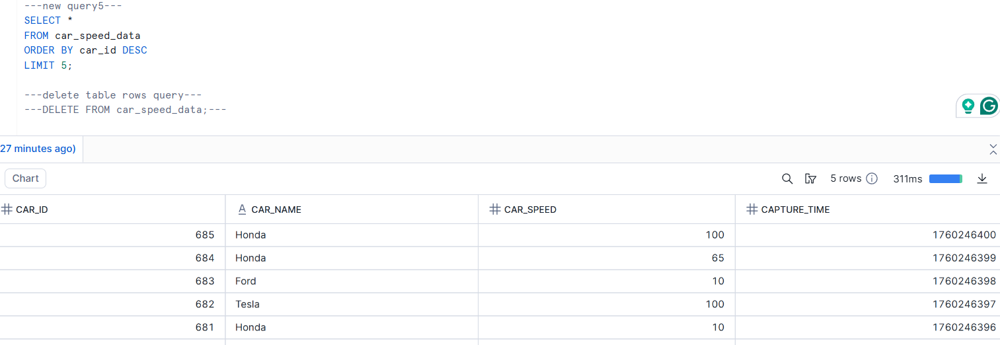 ---new query5---
SELECT *
FROM car_speed_data
ORDER BY car_id DESC
LIMIT 5;
---delete table rows query---
---DELETE FROM car_speed_data;---
27 minutes ago)
Chart 5 rows 311ms
CAR_ID CAR_NAME CAR_SPEED CAPTURE_TIME
685 Honda 100 1760246400
684 Honda 65 1760246399
683 Ford 10 1760246398
682 Tesla 100 1760246397
681 Honda 10 1760246396